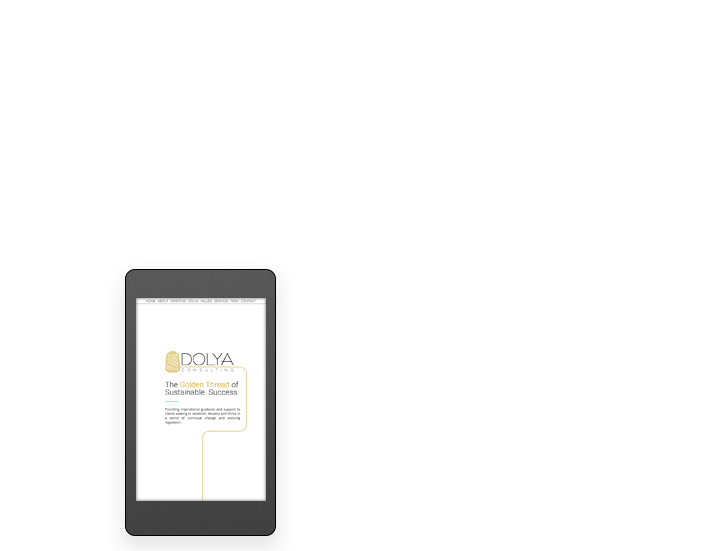 HOME ABOUT EXPERTISE DOLYA VALUES SERVICES TEAM CONTACT
DOLYA
CONSULTING
The Golden Thread of
Sustainable Success
Providing inspirational guidance and support to
clients seeking to establish, develop and thrive in
a world of continual change and evolving
regulation